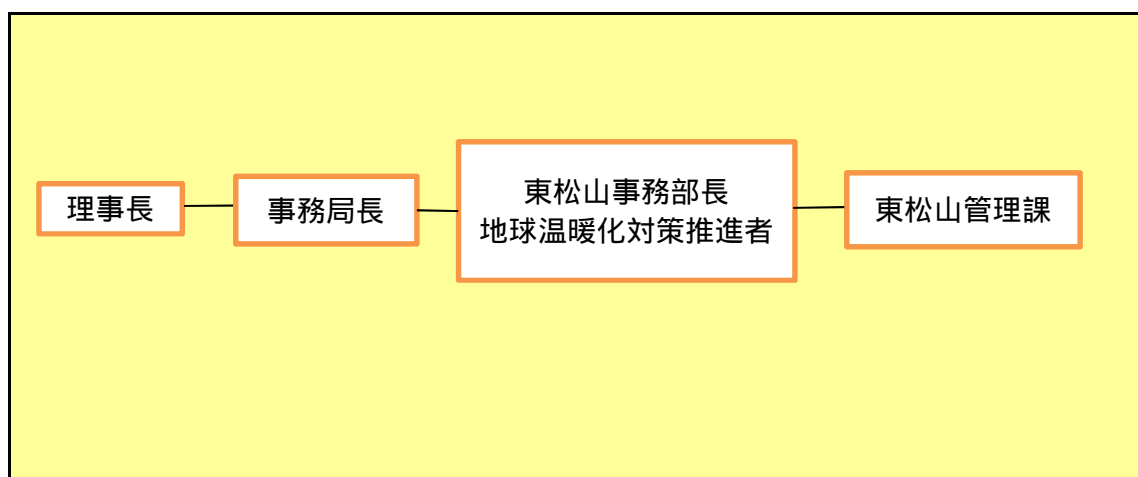 理事長
事務局長
東松山事務部長
地球温暖化対策推進者
東松山管理課